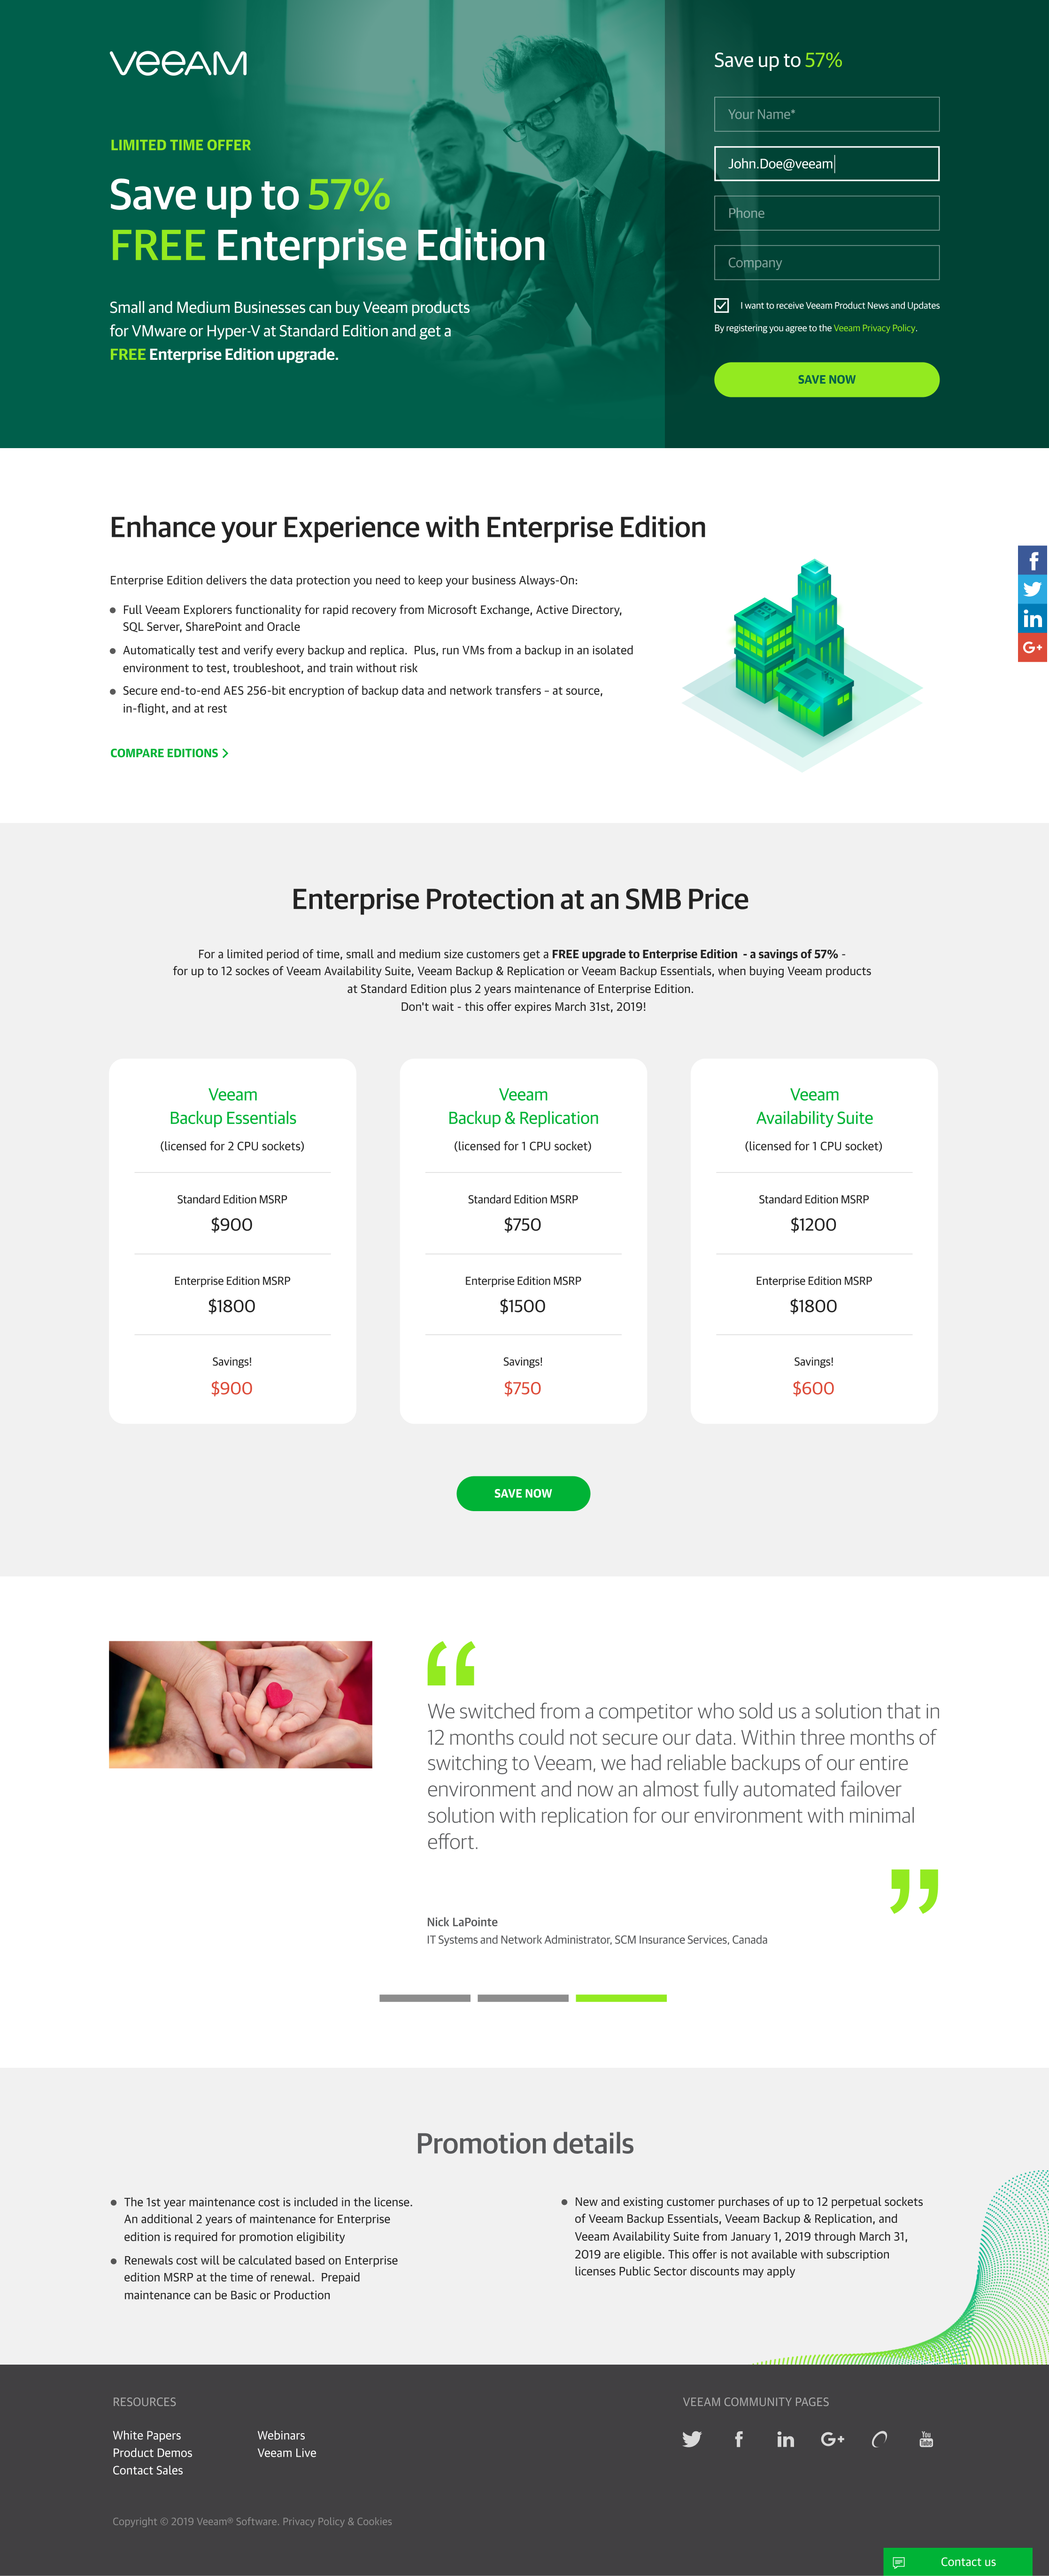 veeAM
LIMITED TIME OFFER
Save up to 57%
FREE Enterprise Edition
Small and Medium Businesses can buy Veeam products
for VMware or Hyper-V at Standard Edition and get a
FREE Enterprise Edition upgrade.
Save up to 57%
Your Name*
John.Doe@veeam
Phone
Company
I want to receive Veeam Product News and Updates
By registering you agree to the Veeam Privacy Policy.
SAVE NOW
Enhance your Experience with Enterprise Edition
Enterprise Edition delivers the data protection you need to keep your business Always-On:
Full Veeam Explorers functionality for rapid recovery from Microsoft Exchange, Active Directory,
SQL Server, SharePoint and Oracle
Automatically test and verify every backup and replica. Plus, run VMs from a backup in an isolated
environment to test, troubleshoot, and train without risk
Secure end-to-end AES 256-bit encryption of backup data and network transfers – at source,
in-flight, and at rest
COMPARE EDITIONS >
f
in
G+
Enterprise Protection at an SMB Price
For a limited period of time, small and medium size customers get a FREE upgrade to Enterprise Edition - a savings of 57% -
for up to 12 sockes of Veeam Availability Suite, Veeam Backup & Replication or Veeam Backup Essentials, when buying Veeam products
at Standard Edition plus 2 years maintenance of Enterprise Edition.
Don't wait - this offer expires March 31st, 2019!
Veeam
Backup Essentials
(licensed for 2 CPU sockets)
Standard Edition MSRP
$900
Enterprise Edition MSRP
$1800
Savings!
$900
Veeam
Backup & Replication
(licensed for 1 CPU socket)
Standard Edition MSRP
$750
Enterprise Edition MSRP
$1500
Savings!
$750
Veeam
Availability Suite
(licensed for 1 CPU socket)
Standard Edition MSRP
$1200
Enterprise Edition MSRP
$1800
Savings!
$600
SAVE NOW
“
We switched from a competitor who sold us a solution that in
12 months could not secure our data. Within three months of
switching to Veeam, we had reliable backups of our entire
environment and now an almost fully automated failover
solution with replication for our environment with minimal
effort.
”
Nick LaPointe
IT Systems and Network Administrator, SCM Insurance Services, Canada
Promotion details
The 1st year maintenance cost is included in the license.
An additional 2 years of maintenance for Enterprise
edition is required for promotion eligibility
Renewals cost will be calculated based on Enterprise
edition MSRP at the time of renewal. Prepaid
maintenance can be Basic or Production
New and existing customer purchases of up to 12 perpetual sockets
of Veeam Backup Essentials, Veeam Backup & Replication, and
Veeam Availability Suite from January 1, 2019 through March 31,
2019 are eligible. This offer is not available with subscription
licenses Public Sector discounts may apply
RESOURCES
White Papers
Product Demos
Contact Sales
Webinars
Veeam Live
VEEAM COMMUNITY PAGES
f
in
G+
You
Tube
Copyright © 2019 Veeam® Software. Privacy Policy & Cookies
Contact us